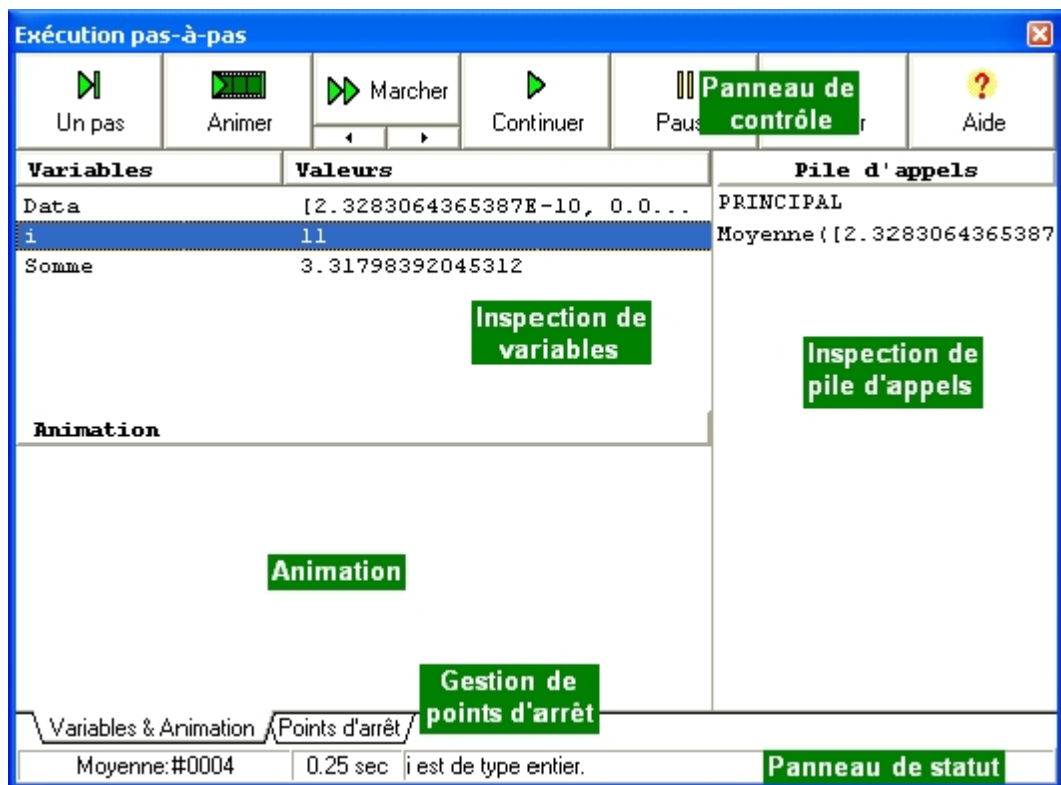 Exécution pas-à-pas
Un pas
Animer
Marcher
Continuer
Panneau de
contrôle
Aide
Variables Valeurs
Data [2.3283064365387E-10, 0.0...
i 11
Somme 3.31798392045312
Inspection de
variables
Pile d'appels
PRINCIPAL
Moyenne([2.3283064365387
Inspection de
pile d'appels
Animation
Animation
Gestion de
points d'arrêt
Variables & Animation Points d'arrêt
Moyenne:#0004 0.25 sec i est de type entier.
Panneau de statut